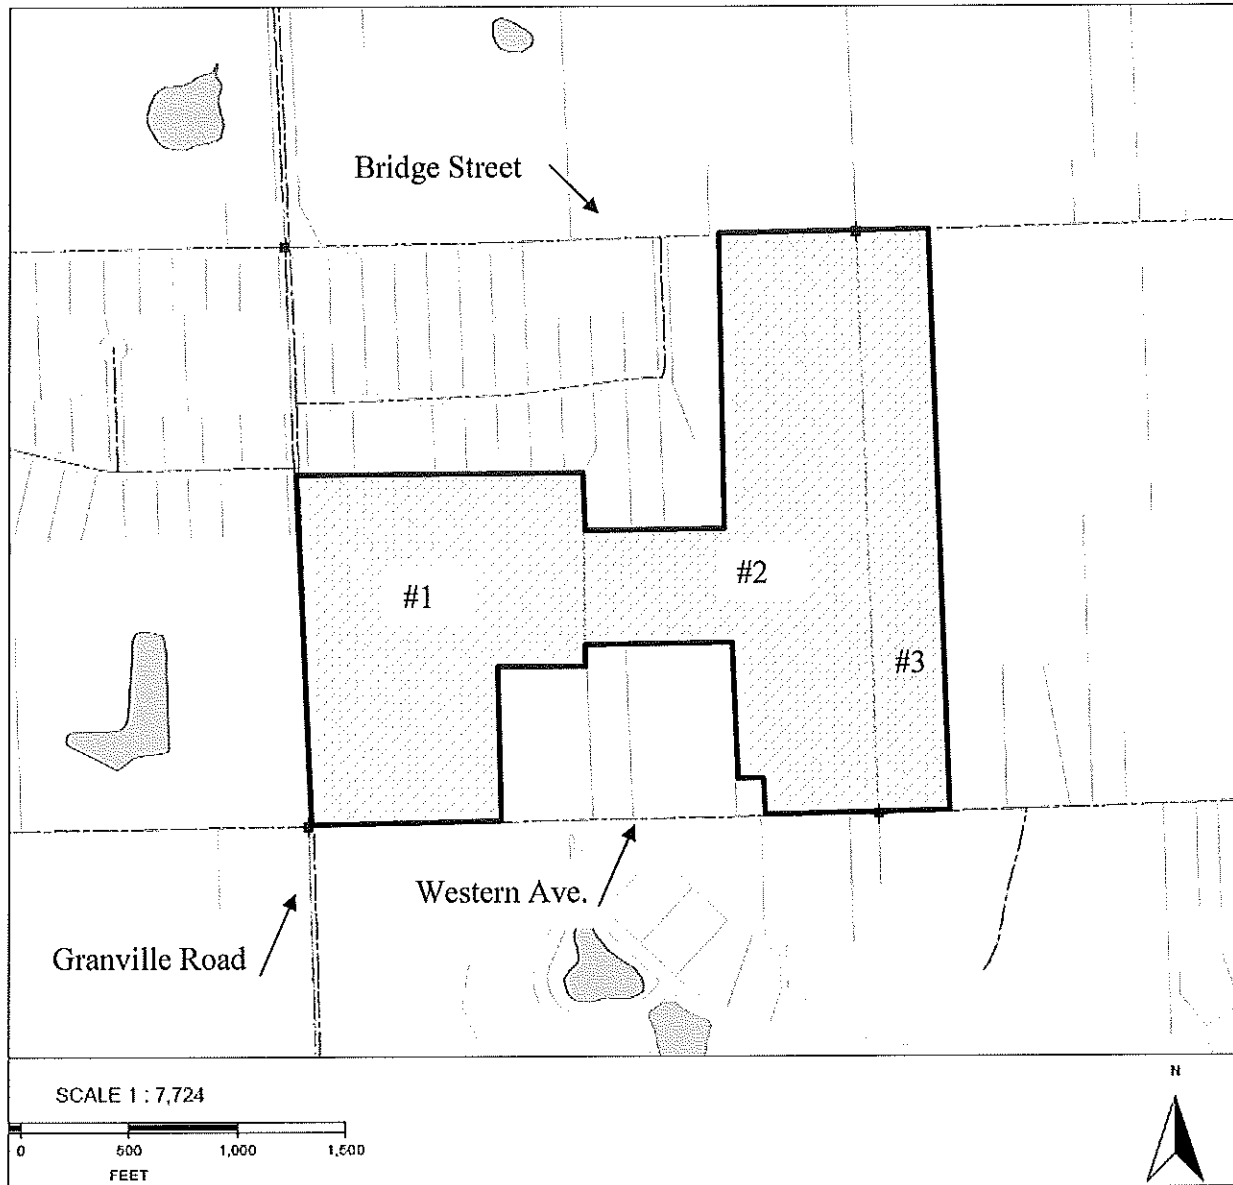 Bridge Street
#1
#2
#3
Western Ave.
Granville Road
SCALE 1 : 7,724
0 500 1,000 1,500
FEET
N